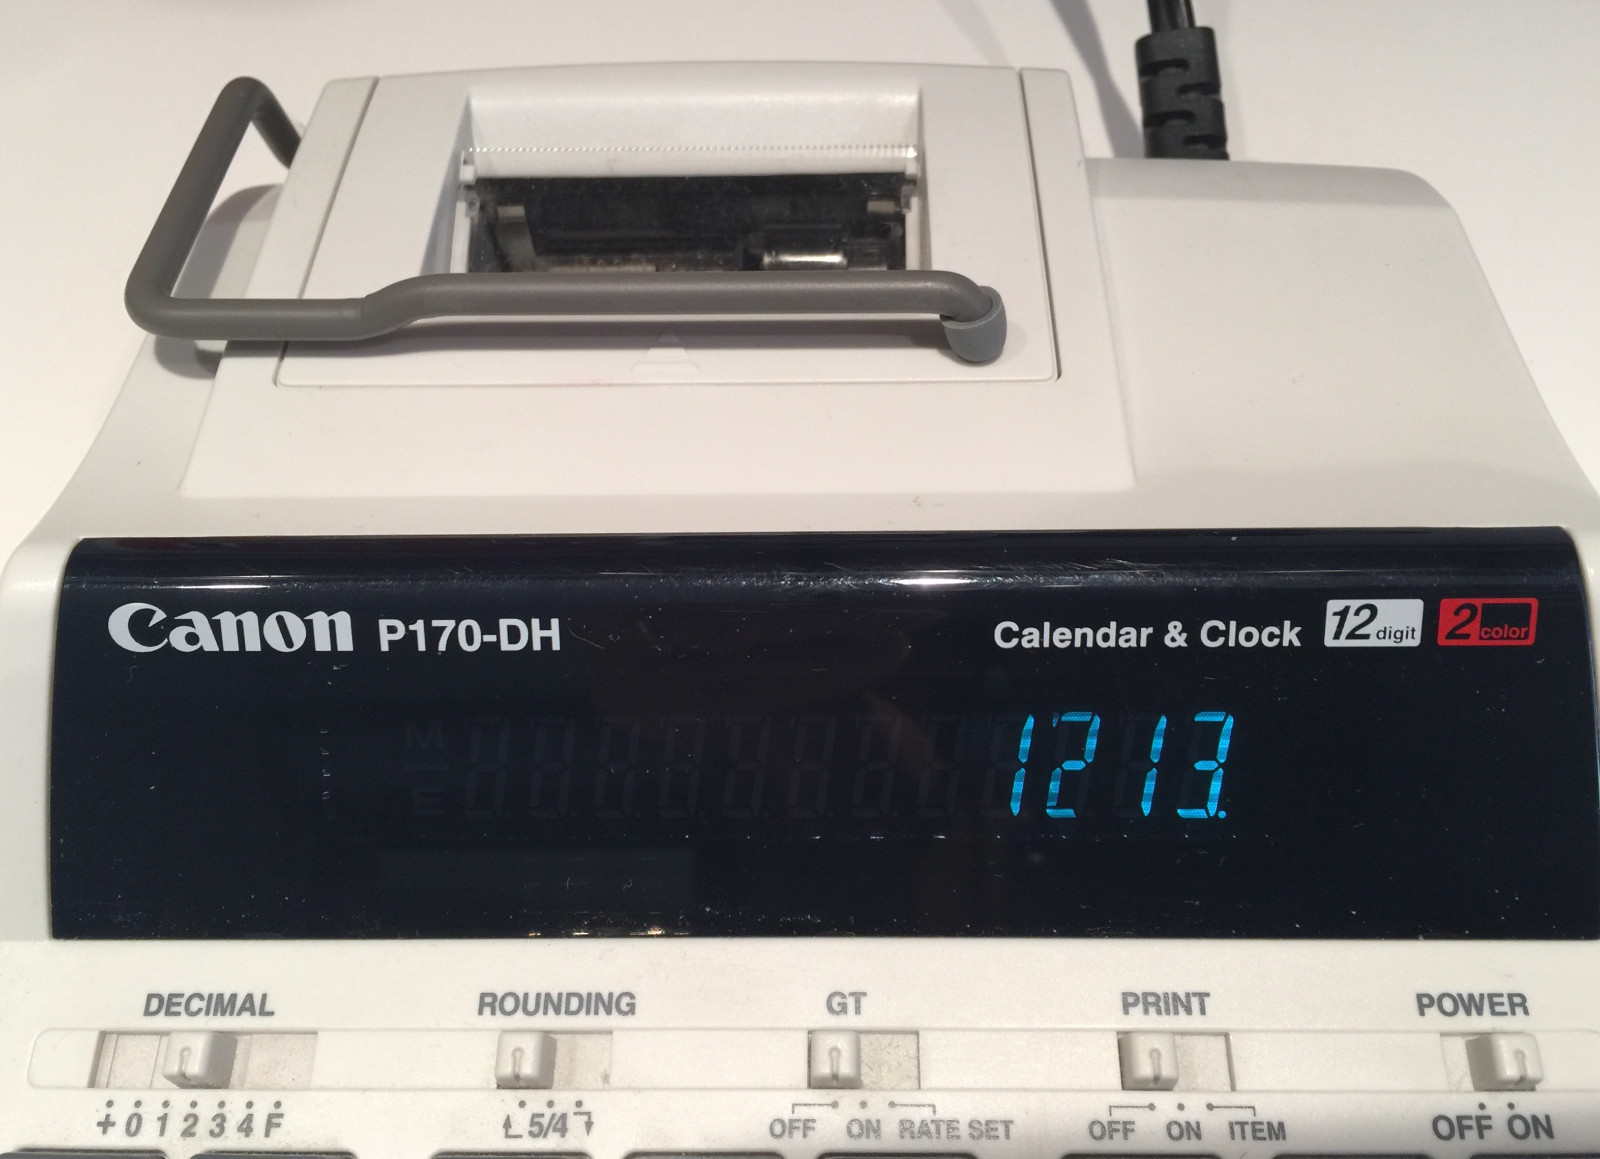 Canon P170-DH Calendar & Clock 12 digit 2 color
M
E
1213.
DECIMAL ROUNDING GT PRINT POWER
+ 0 1 2 3 4 F 5/4 OFF ON RATE SET OFF ON ITEM OFF ON